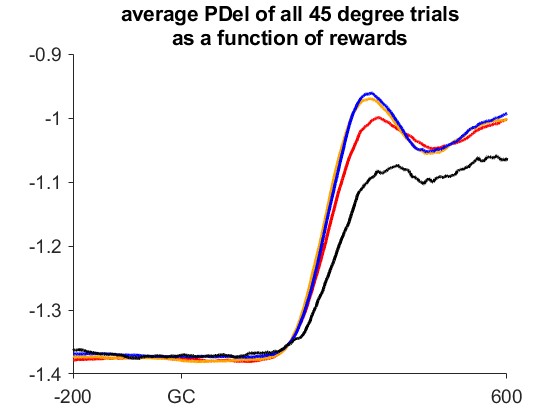 average PDel of all 45 degree trials
as a function of rewards
-0.9
-1
-1.1
-1.2
-1.3
-1.4
-200 GC 600